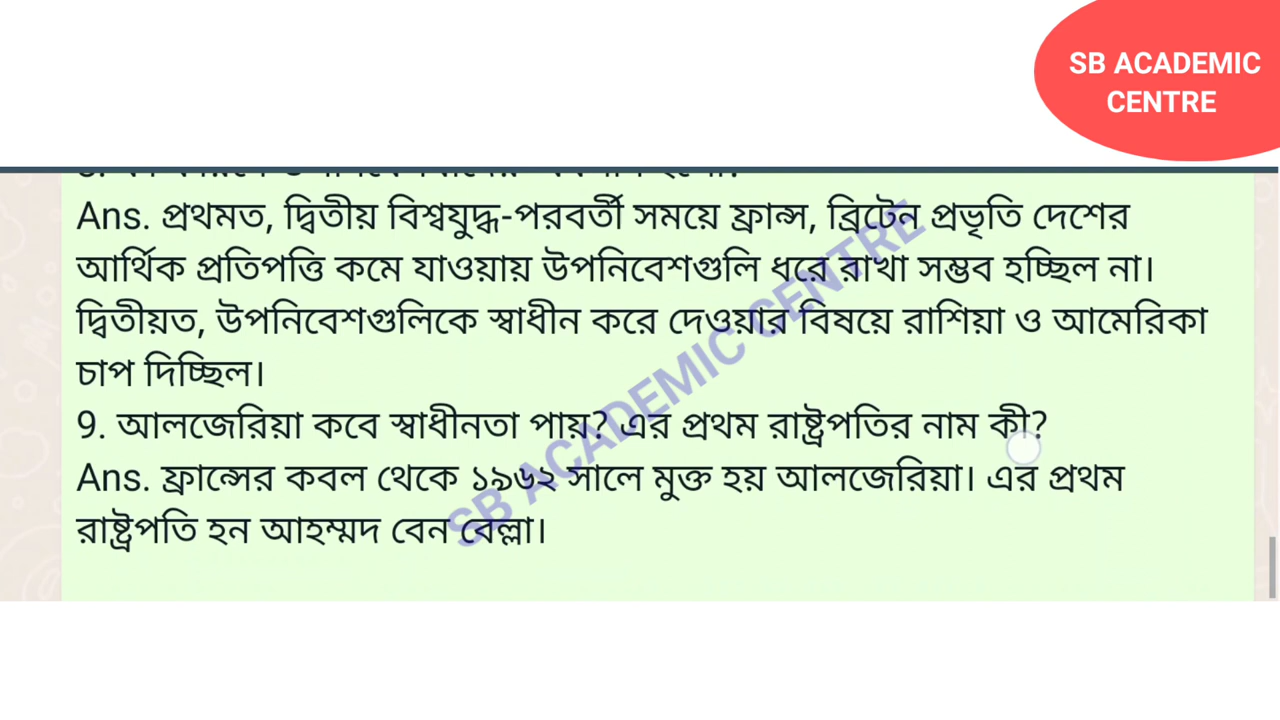 SB ACADEMIC
CENTRE
Ans. প্রথমত, দ্বিতীয় বিশ্বযুদ্ধ-পরবর্তী সময়ে ফ্রান্স, ব্রিটেন প্রভৃতি দেশের
আর্থিক প্রতিপত্তি কমে যাওয়ায় উপনিবেশগুলি ধরে রাখা সম্ভব হচ্ছিল না।
দ্বিতীয়ত, উপনিবেশগুলিকে স্বাধীন করে দেওয়ার বিষয়ে রাশিয়া ও আমেরিকা
চাপ দিচ্ছিল।
9. আলজেরিয়া কবে স্বাধীনতা পায়? এর প্রথম রাষ্ট্রপতির নাম কী?
Ans. ফ্রান্সের কবল থেকে ১৯৬২ সালে মুক্ত হয় আলজেরিয়া। এর প্রথম
রাষ্ট্রপতি হন আহম্মদ বেন বেল্লা।
SB ACADEMIC CENTRE